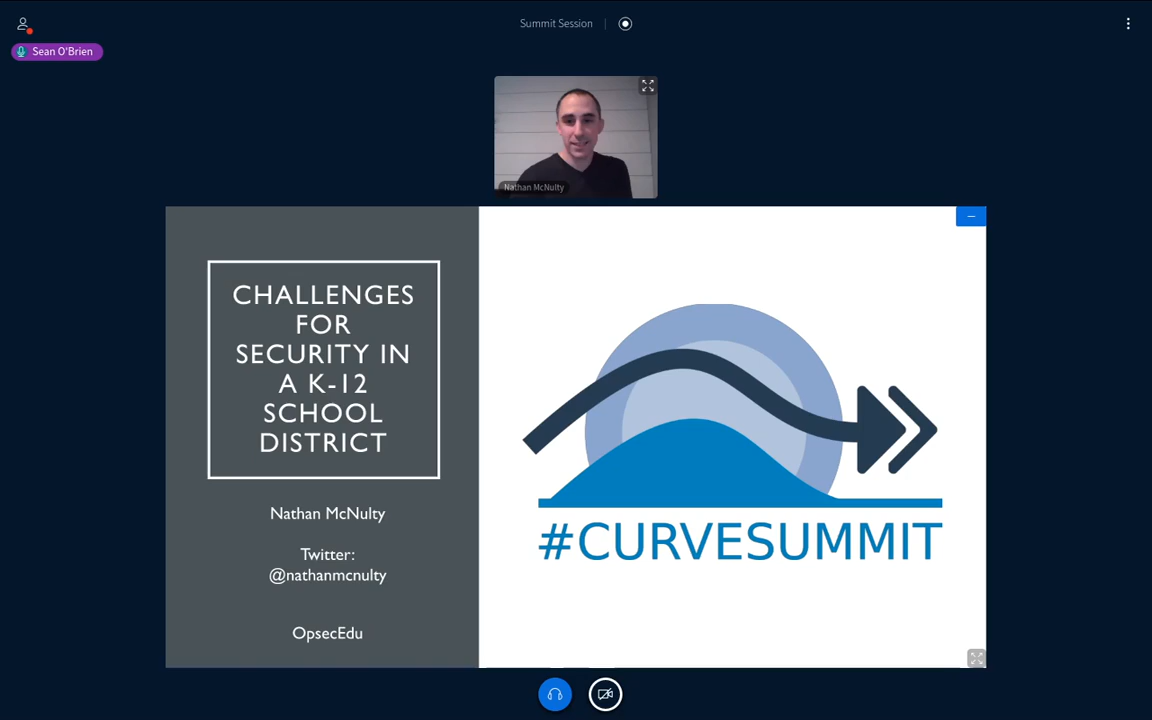 Summit Session
Sean O'Brien
Nathan McNulty
CHALLENGES
FOR
SECURITY IN
A K-12
SCHOOL
DISTRICT
Nathan McNulty
Twitter:
@nathanmcnulty
OpsecEdu
#CURVESUMMIT